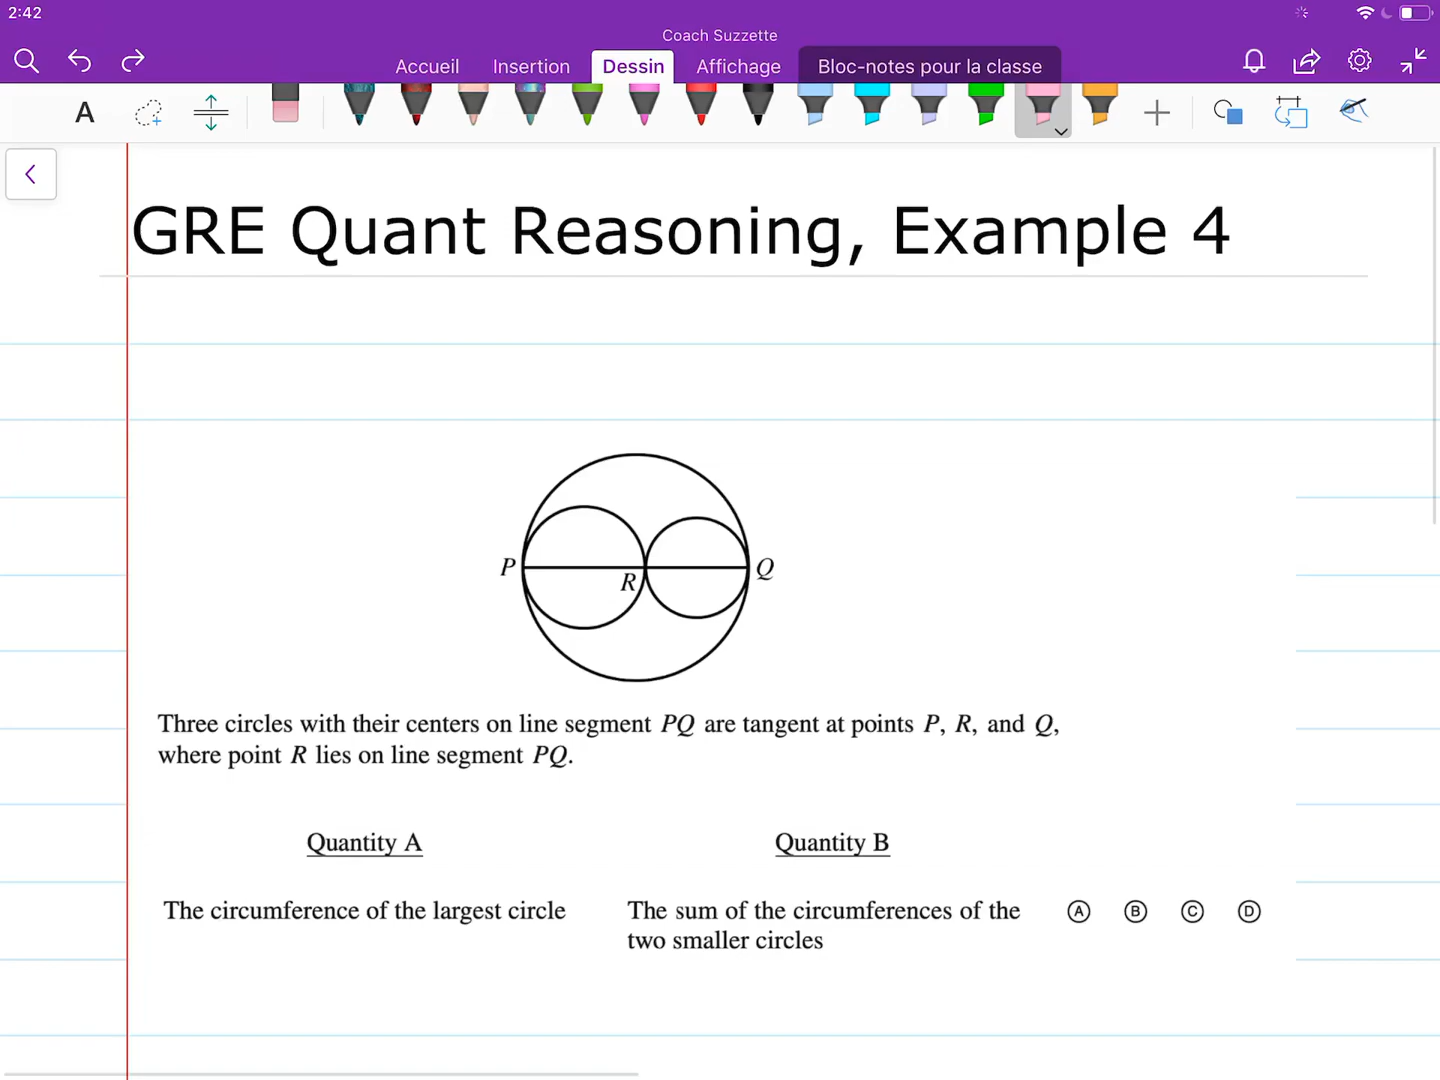 2:42
Coach Suzzette
Accueil Insertion Dessin Affichage Bloc-notes pour la classe
A
GRE Quant Reasoning, Example 4
P R Q
Three circles with their centers on line segment PQ are tangent at points P, R, and Q,
where point R lies on line segment PQ.
Quantity A Quantity B
The circumference of the largest circle The sum of the circumferences of the A B C D
two smaller circles